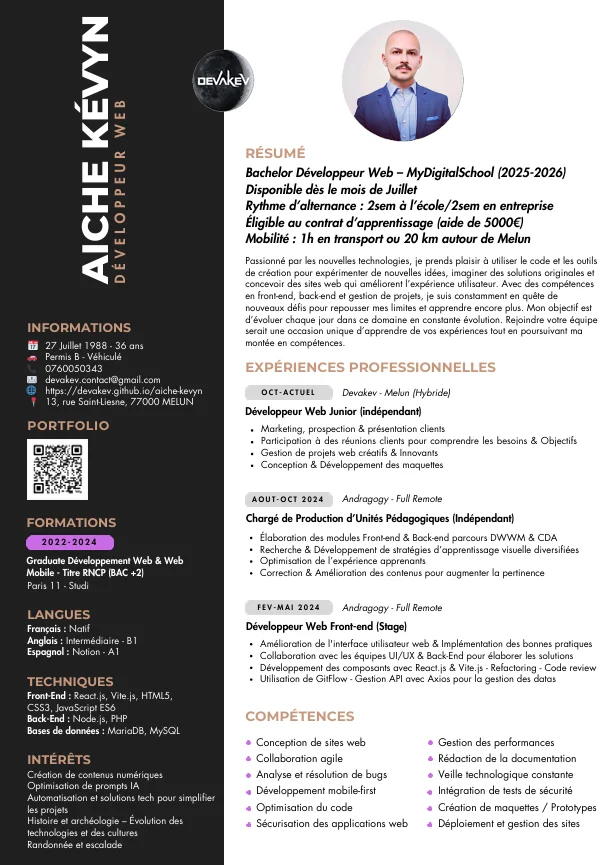 AICHE KÉVYN
DÉVELOPPEUR WEB
DEVAKEV
INFORMATIONS
27 Juillet 1988 - 36 ans
Permis B - Véhiculé
0760050343
devakev.contact@gmail.com
https://devakev.github.io/aiche-kevyn
13, rue Saint-Liesne, 77000 MELUN
PORTFOLIO
FORMATIONS
2022-2024
Graduate Développement Web & Web
Mobile - Titre RNCP (BAC +2)
Paris 11 - Studi
LANGUES
Français : Natif
Anglais : Intermédiaire - B1
Espagnol : Notion - A1
TECHNIQUES
Front-End : React.js, Vite.js, HTML5,
CSS3, JavaScript ES6
Back-End : Node.js, PHP
Bases de données : MariaDB, MySQL
INTÉRÊTS
Création de contenus numériques
Optimisation de prompts IA
Automatisation et solutions tech pour simplifier
les projets
Histoire et archéologie – Évolution des
technologies et des cultures
Randonnée et escalade
RÉSUMÉ
Bachelor Développeur Web – MyDigitalSchool (2025-2026)
Disponible dès le mois de Juillet
Rythme d'alternance : 2sem à l'école/2sem en entreprise
Éligible au contrat d'apprentissage (aide de 5000€)
Mobilité : 1h en transport ou 20 km autour de Melun
Passionné par les nouvelles technologies, je prends plaisir à utiliser le code et les outils
de création pour expérimenter de nouvelles idées, imaginer des solutions originales et
concevoir des sites web qui améliorent l'expérience utilisateur. Avec des compétences
en front-end, back-end et gestion de projets, je suis constamment en quête de
nouveaux défis pour repousser mes limites et apprendre encore plus. Mon objectif est
d'évoluer chaque jour dans ce domaine en constante évolution. Rejoindre votre équipe
serait une occasion unique d'apprendre de vos expériences tout en poursuivant ma
montée en compétences.
EXPÉRIENCES PROFESSIONNELLES
OCT-ACTUEL Devakev - Melun (Hybride)
Développeur Web Junior (indépendant)
• Marketing, prospection & présentation clients
• Participation à des réunions clients pour comprendre les besoins & Objectifs
• Gestion de projets web créatifs & Innovants
• Conception & Développement des maquettes
AOUT-OCT 2024 Andragogy - Full Remote
Chargé de Production d'Unités Pédagogiques (Indépendant)
• Élaboration des modules Front-end & Back-end parcours DWWM & CDA
• Recherche & Développement de stratégies d'apprentissage visuelle diversifiées
• Optimisation de l'expérience apprenants
• Correction & Amélioration des contenus pour augmenter la pertinence
FEV-MAI 2024 Andragogy - Full Remote
Développeur Web Front-end (Stage)
• Amélioration de l'interface utilisateur web & Implémentation des bonnes pratiques
• Collaboration avec les équipes UI/UX & Back-End pour élaborer les solutions
• Développement des composants avec React.js & Vite.js - Refactoring - Code review
• Utilisation de GitFlow - Gestion API avec Axios pour la gestion des datas
COMPÉTENCES
Conception de sites web
Collaboration agile
Analyse et résolution de bugs
Développement mobile-first
Optimisation du code
Sécurisation des applications web
Gestion des performances
Rédaction de la documentation
Veille technologique constante
Intégration de tests de sécurité
Création de maquettes / Prototypes
Déploiement et gestion des sites